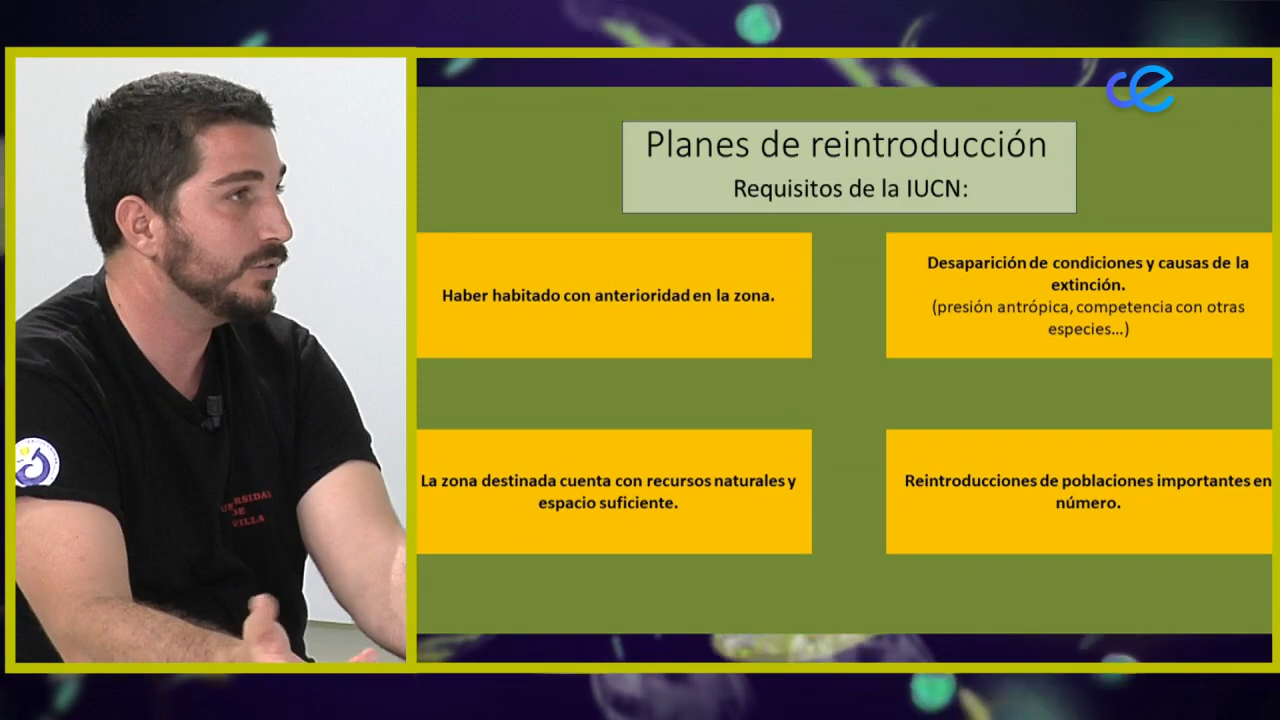 Planes de reintroducción
Requisitos de la IUCN:
Haber habitado con anterioridad en la zona.
Desaparición de condiciones y causas de la
extinción.
(presión antrópica, competencia con otras
especies...)
La zona destinada cuenta con recursos naturales y
espacio suficiente.
Reintroducciones de poblaciones importantes en
número.
ce